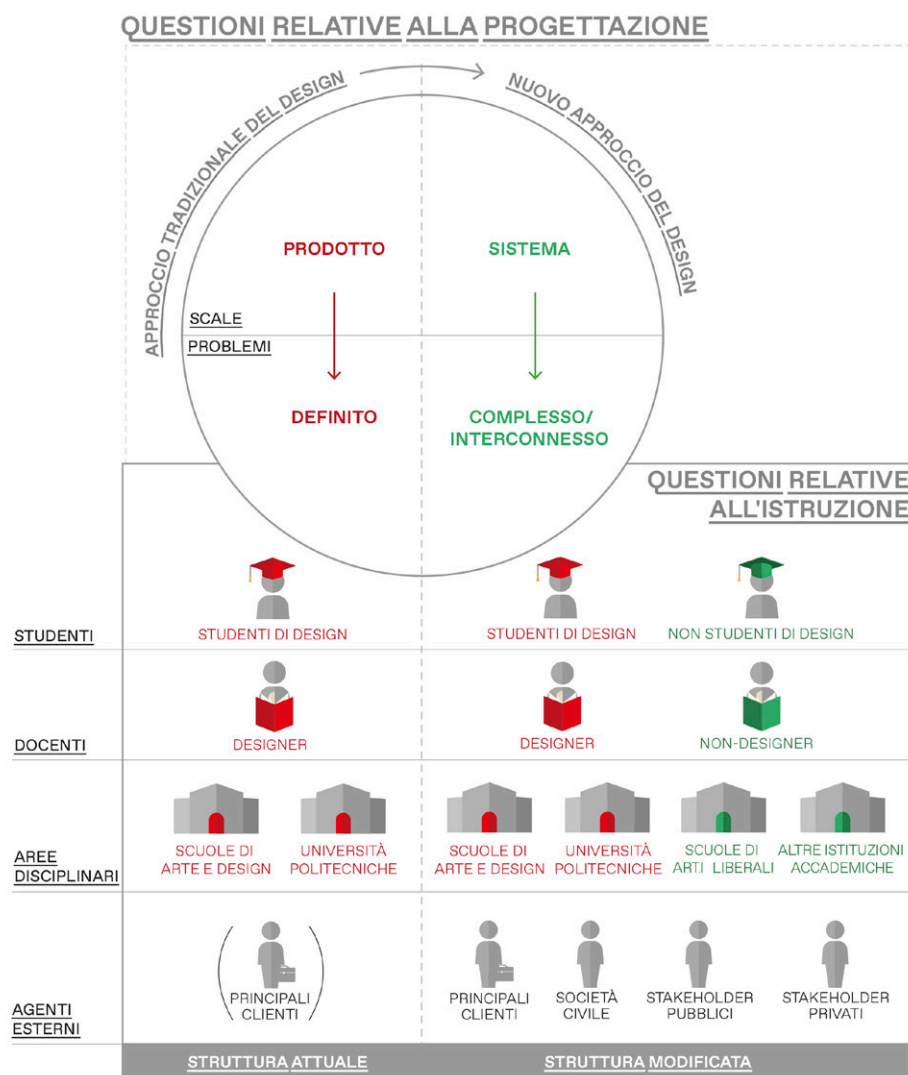 QUESTIONI RELATIVE ALLA PROGETTAZIONE
APPROCCIO TRADIZIONALE DEL DESIGN
NUOVO APPROCCIO DEL DESIGN
PRODOTTO
SISTEMA
SCALE
PROBLEMI
DEFINITO
COMPLESSO/
INTERCONNESSO
QUESTIONI RELATIVE
ALL'ISTRUZIONE
STUDENTI
STUDENTI DI DESIGN
STUDENTI DI DESIGN
NON STUDENTI DI DESIGN
DOCENTI
DESIGNER
DESIGNER
NON-DESIGNER
AREE
DISCIPLINARI
SCUOLE DI
ARTE E DESIGN
UNIVERSITÀ
POLITECNICHE
SCUOLE DI
ARTE E DESIGN
UNIVERSITÀ
POLITECNICHE
SCUOLE DI
ART.I LIBERALI
ALTRE ISTITUZIONI
ACCADEMICHE
AGENTI
ESTERNI
PRINCIPALI
CLIENTI
PRINCIPALI
CLIENTI
SOCIETÀ
CIVILE
STAKEHOLDER
PUBBLICI
STAKEHOLDER
PRIVATI
STRUTTURA ATTUALE
STRUTTURA MODIFICATA